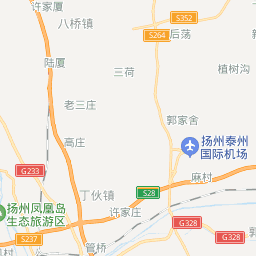 许家厦
八桥镇
S352
后荡
S264
陆厦
三荷
植树沟
老三庄
郭家舍
高庄
扬州泰州
国际机场
G233
麻村
丁伙镇
S28
扬州凤凰岛
生态旅游区
许家庄
G328
S237
管桥
G328
G328